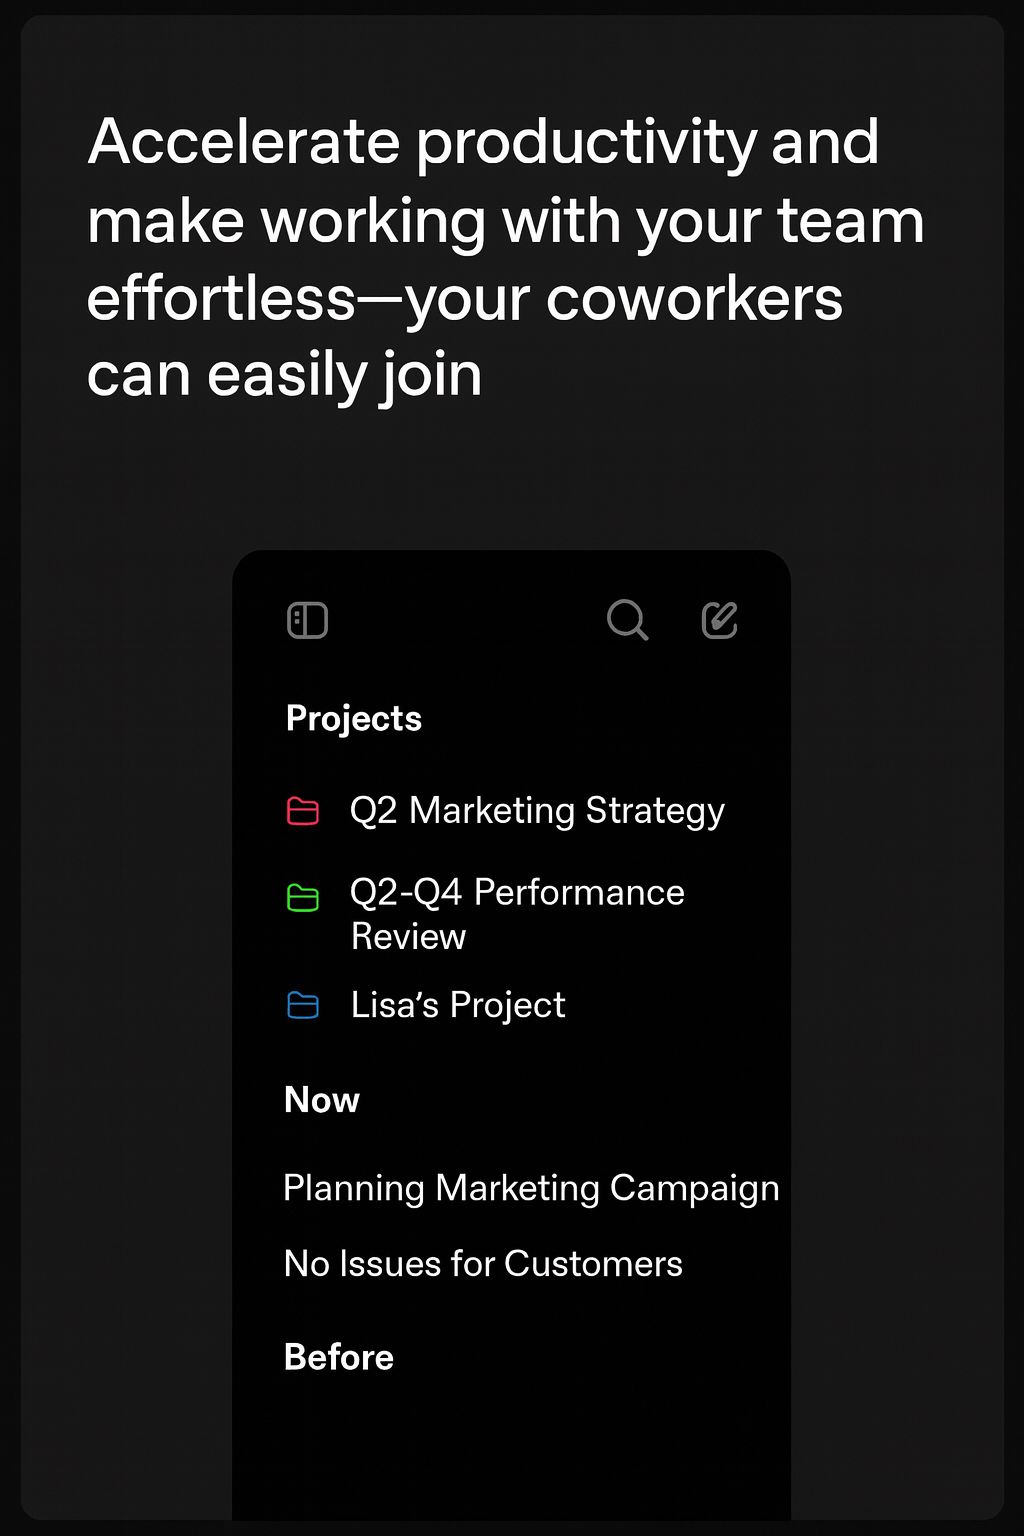 Accelerate productivity and
make working with your team
effortless—your coworkers
can easily join
Projects
Q2 Marketing Strategy
Q2-Q4 Performance
Review
Lisa’s Project
Now
Planning Marketing Campaign
No Issues for Customers
Before